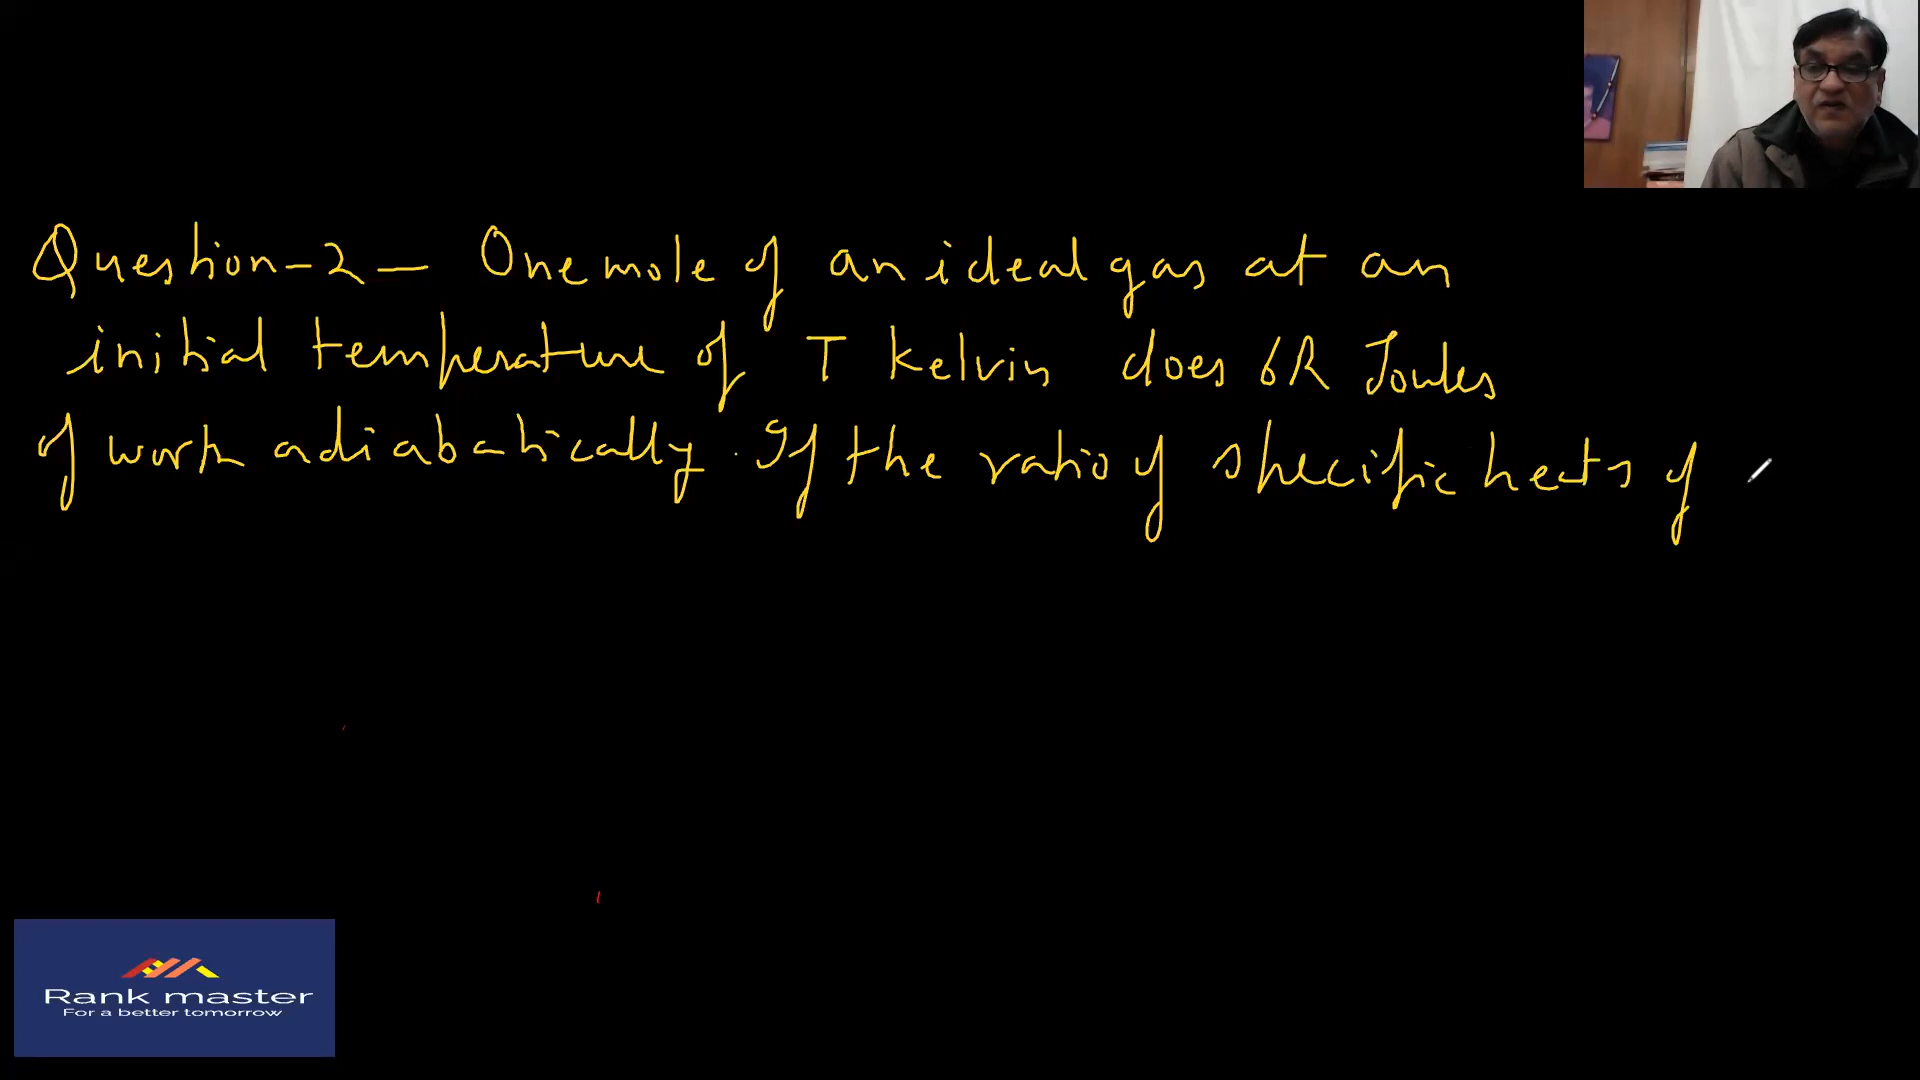 Question-2- One mole of an ideal gas at an
initial temperature of T Kelvin does 6R Joules
of work adiabatically. If the ratio of specific heats of
Rank master
For a better tomorrow